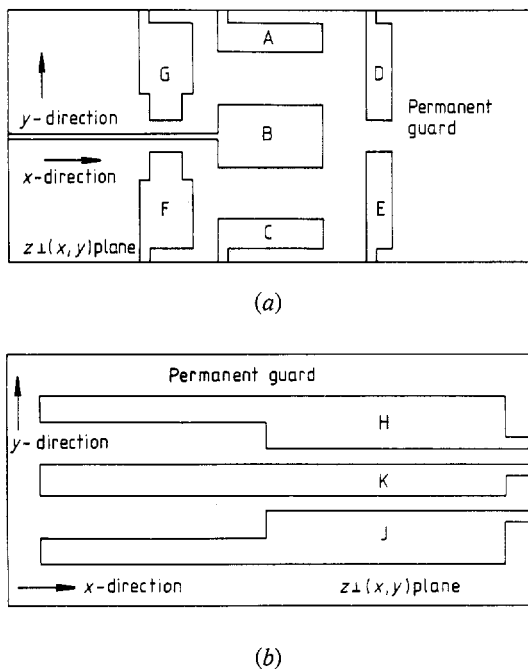 A
G
D
y-direction
Permanent
guard
B
x-direction
F
C
E
z⊥(x,y)plane
(a)
Permanent guard
y-direction
H
K
J
x-direction
z⊥(x,y)plane
(b)